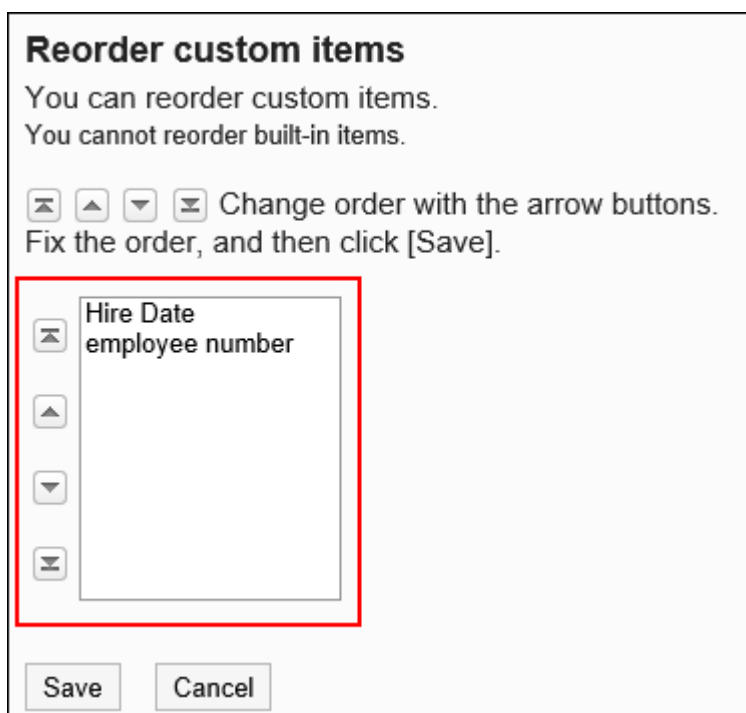 Reorder custom items
You can reorder custom items.
You cannot reorder built-in items.
Change order with the arrow buttons.
Fix the order, and then click [Save].
Hire Date
employee number
Save
Cancel